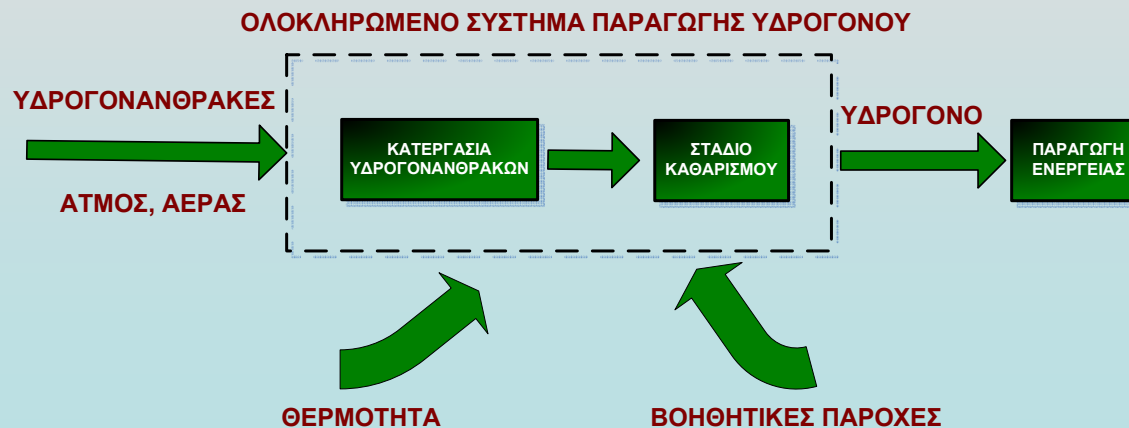 ΟΛΟΚΛΗΡΩΜΕΝΟ ΣΥΣΤΗΜΑ ΠΑΡΑΓΩΓΗΣ ΥΔΡΟΓΟΝΟΥ
ΥΔΡΟΓΟΝΑΝΘΡΑΚΕΣ
ΑΤΜΟΣ, ΑΕΡΑΣ
ΚΑΤΕΡΓΑΣΙΑ
ΥΔΡΟΓΟΝΑΝΘΡΑΚΩΝ
ΣΤΑΔΙΟ
ΚΑΘΑΡΙΣΜΟΥ
ΥΔΡΟΓΟΝΟ
ΠΑΡΑΓΩΓΗ
ΕΝΕΡΓΕΙΑΣ
ΘΕΡΜΟΤΗΤΑ
ΒΟΗΘΗΤΙΚΕΣ ΠΑΡΟΧΕΣ